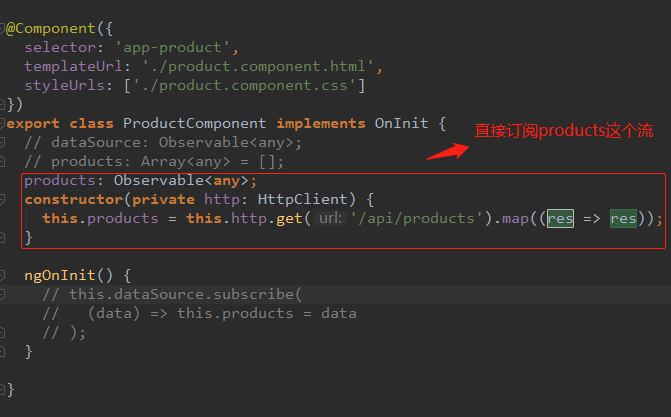 @Component({
selector: 'app-product',
templateUrl: './product.component.html',
styleUrls: ['./product.component.css']
})
export class ProductComponent implements OnInit {
直接订阅products这个流
// dataSource: Observable<any>;
// products: Array<any> = [];
products: Observable<any>;
constructor(private http: HttpClient) {
this.products = this.http.get( url: '/api/products').map((res => res));
}
ngOnInit() {
// this.dataSource.subscribe(
//   (data) => this.products = data
// );
}
}